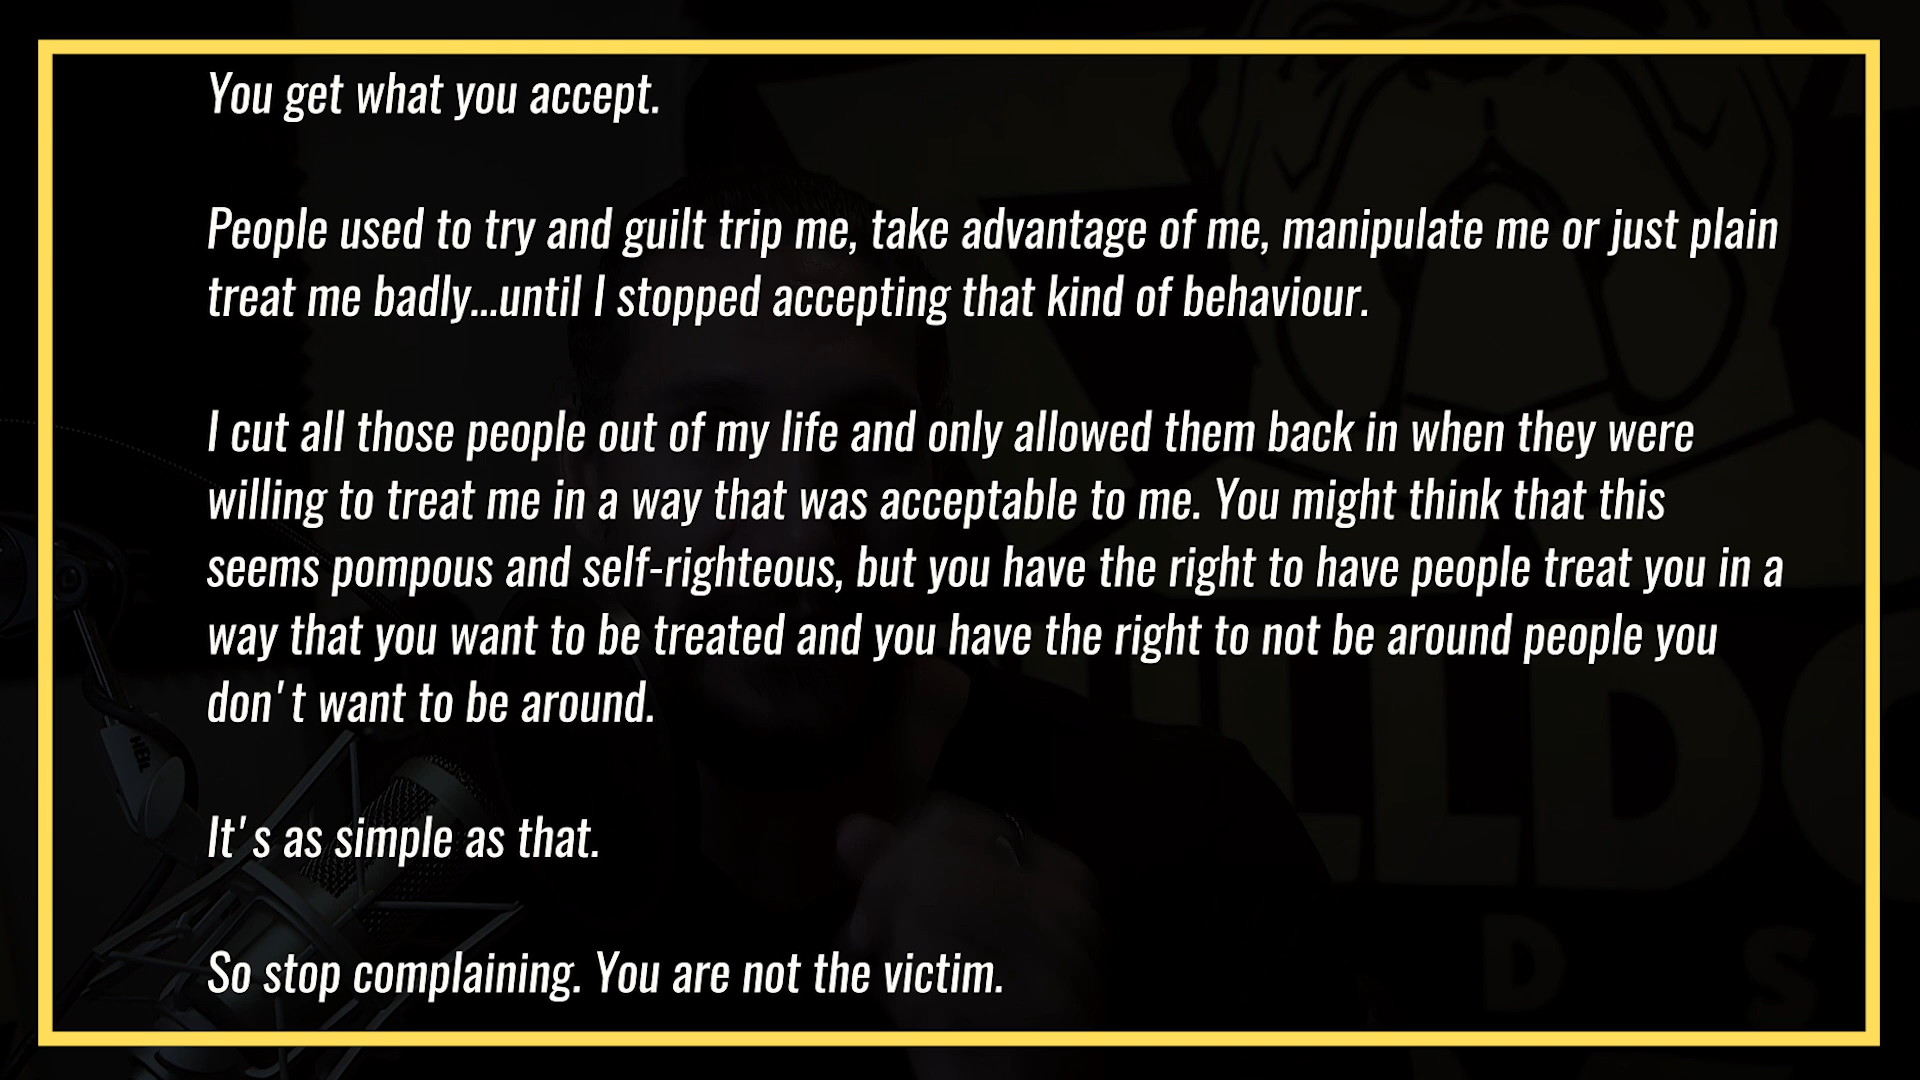 You get what you accept.
People used to try and guilt trip me, take advantage of me, manipulate me or just plain
treat me badly...until I stopped accepting that kind of behaviour.
I cut all those people out of my life and only allowed them back in when they were
willing to treat me in a way that was acceptable to me. You might think that this
seems pompous and self-righteous, but you have the right to have people treat you in a
way that you want to be treated and you have the right to not be around people you
don't want to be around.
It's as simple as that.
So stop complaining. You are not the victim.